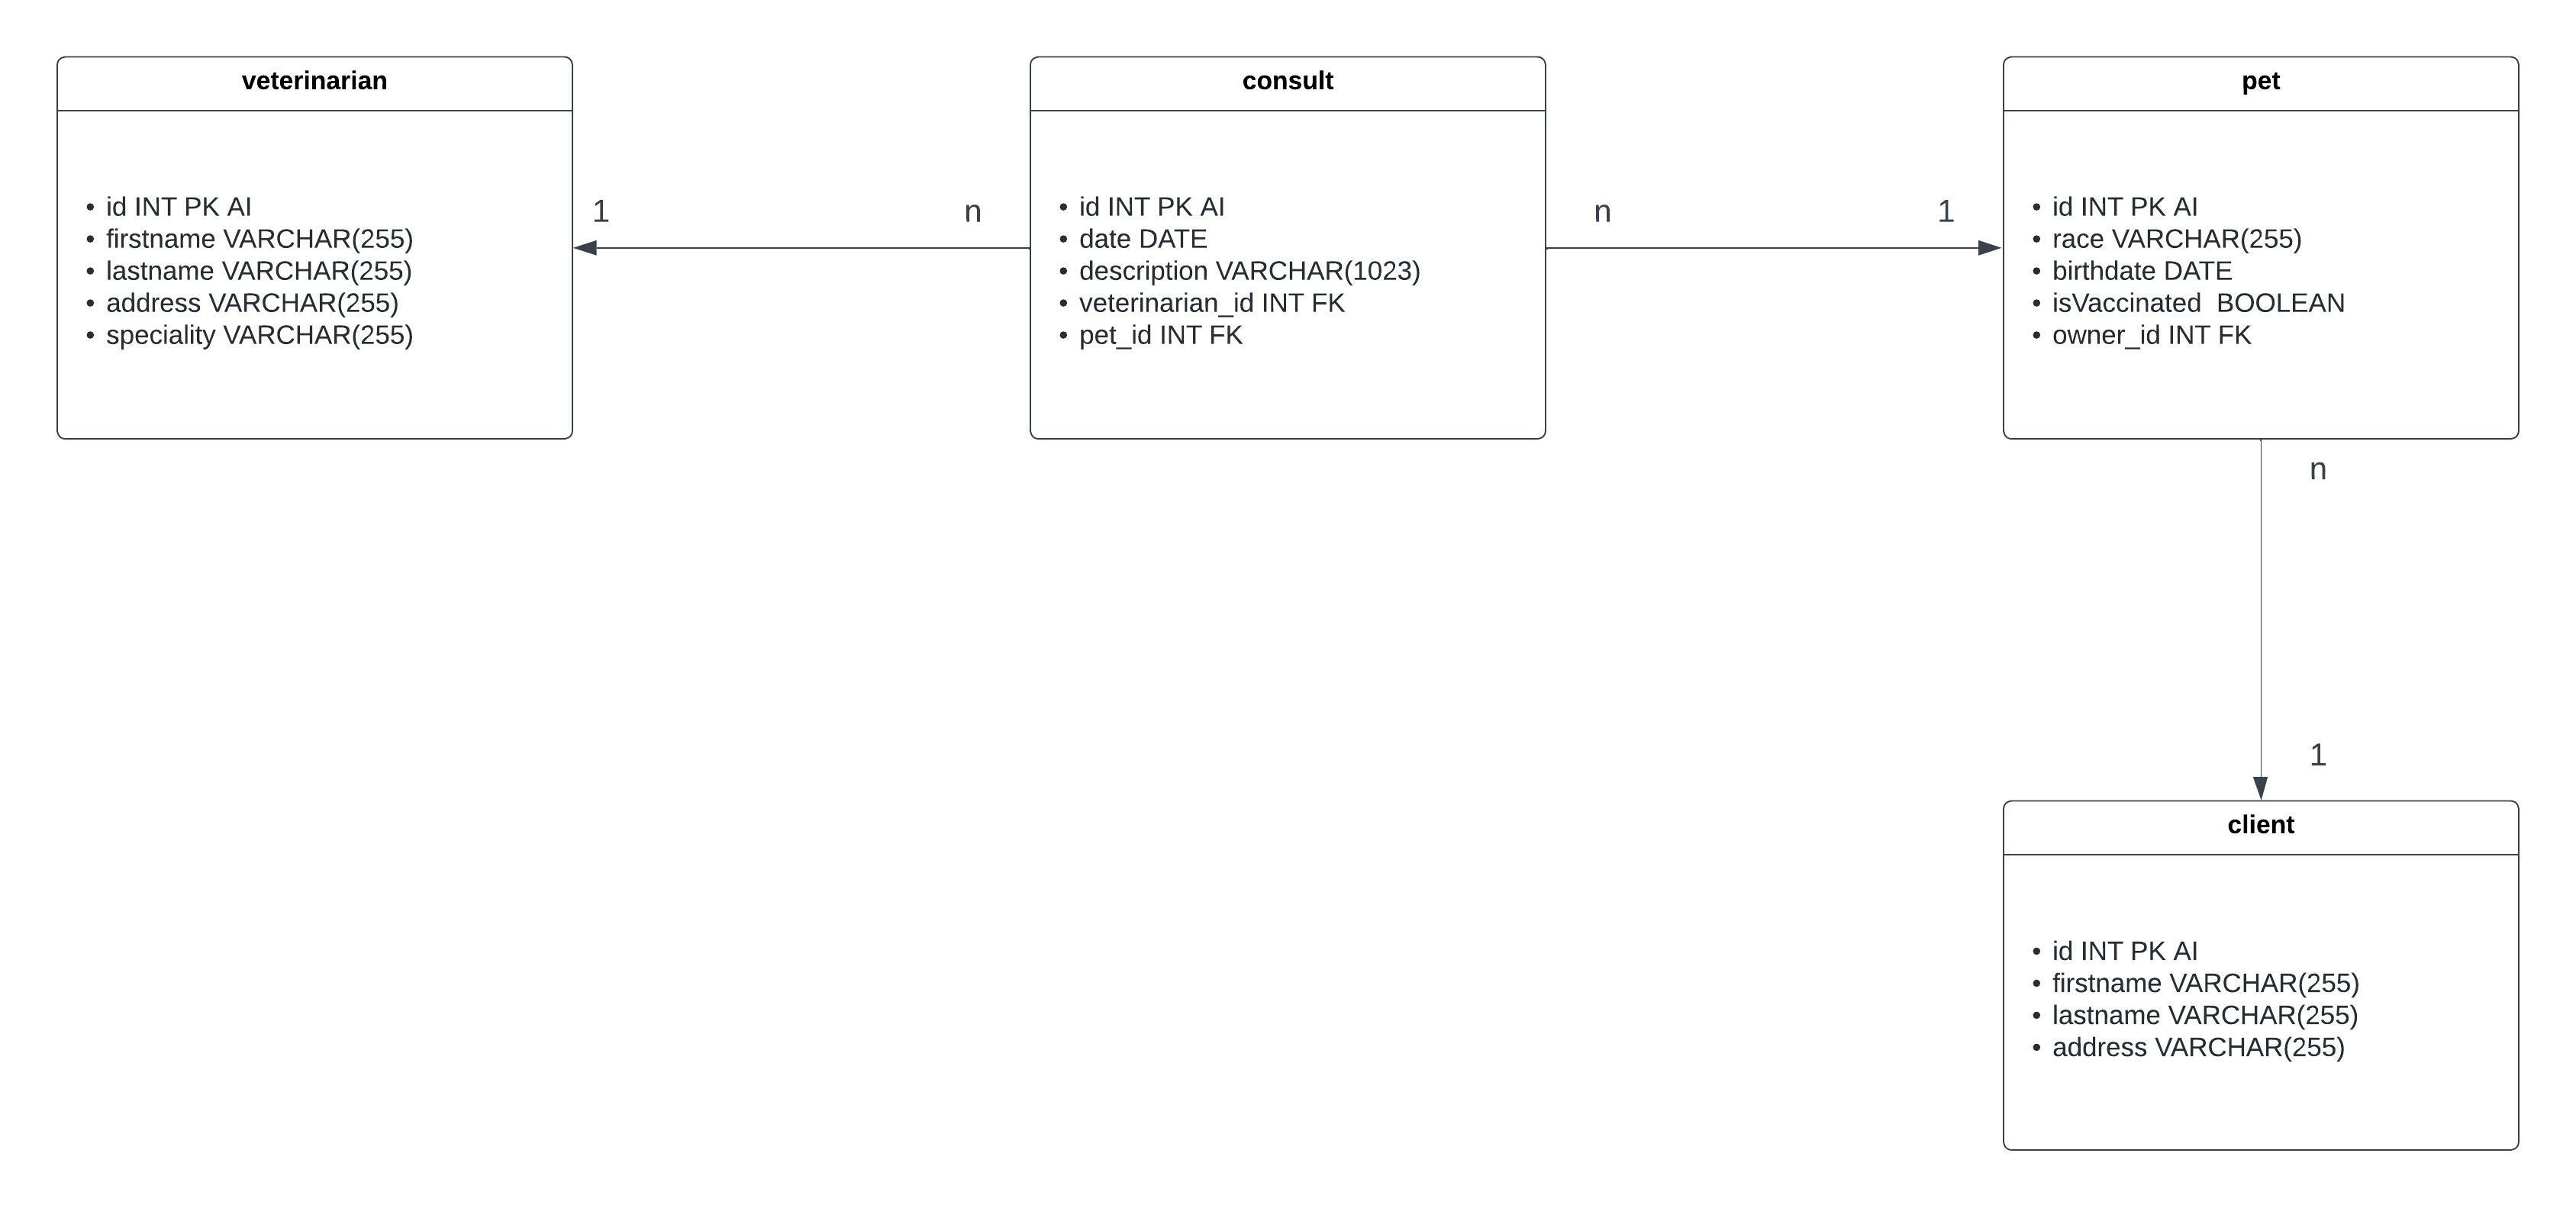 veterinarian
• id INT PK AI
• firstname VARCHAR(255)
• lastname VARCHAR(255)
• address VARCHAR(255)
• speciality VARCHAR(255)
1
n
consult
• id INT PK AI
• date DATE
• description VARCHAR(1023)
• veterinarian_id INT FK
• pet_id INT FK
n
1
pet
• id INT PK AI
• race VARCHAR(255)
• birthdate DATE
• isVaccinated  BOOLEAN
• owner_id INT FK
n
1
client
• id INT PK AI
• firstname VARCHAR(255)
• lastname VARCHAR(255)
• address VARCHAR(255)